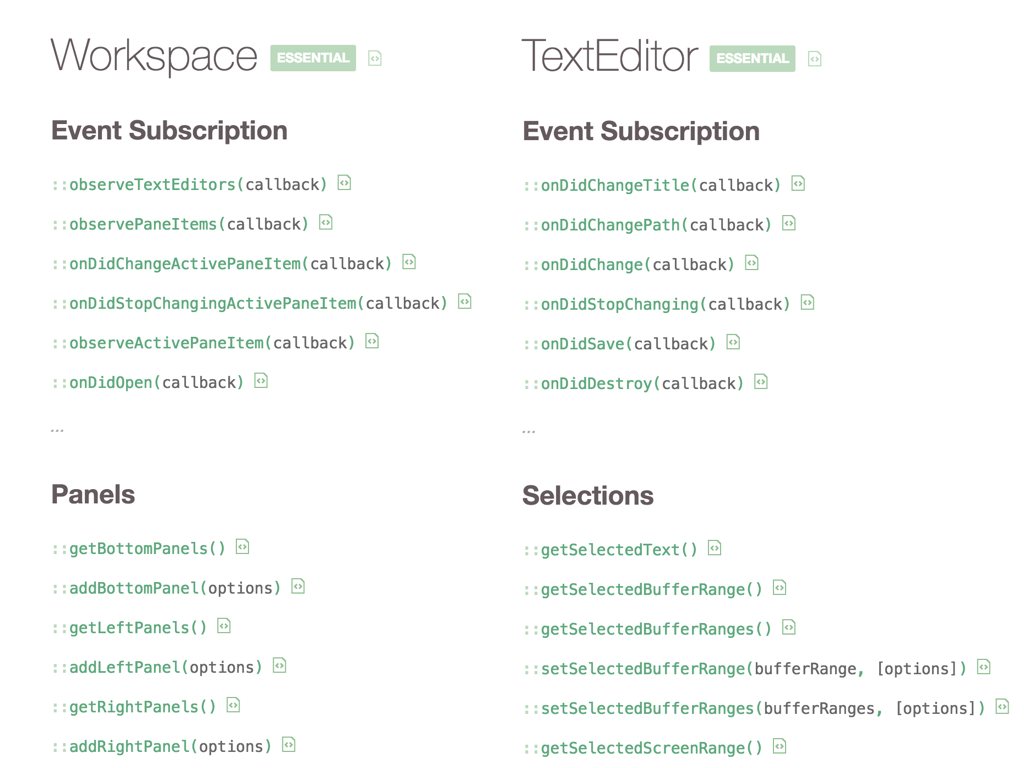 Workspace ESSENTIAL
Event Subscription
::observeTextEditors(callback)
::observePaneItems(callback)
::onDidChangeActivePaneItem(callback)
::onDidStopChangingActivePaneItem(callback)
::observeActivePaneItem(callback)
::onDidOpen(callback)
...
Panels
::getBottomPanels()
::addBottomPanel(options)
::getLeftPanels()
::addLeftPanel(options)
::getRightPanels()
::addRightPanel(options)
TextEditor ESSENTIAL
Event Subscription
::onDidChangeTitle(callback)
::onDidChangePath(callback)
::onDidChange(callback)
::onDidStopChanging(callback)
::onDidSave(callback)
::onDidDestroy(callback)
...
Selections
::getSelectedText()
::getSelectedBufferRange()
::getSelectedBufferRanges()
::setSelectedBufferRange(bufferRange, [options])
::setSelectedBufferRanges(bufferRanges, [options])
::getSelectedScreenRange()